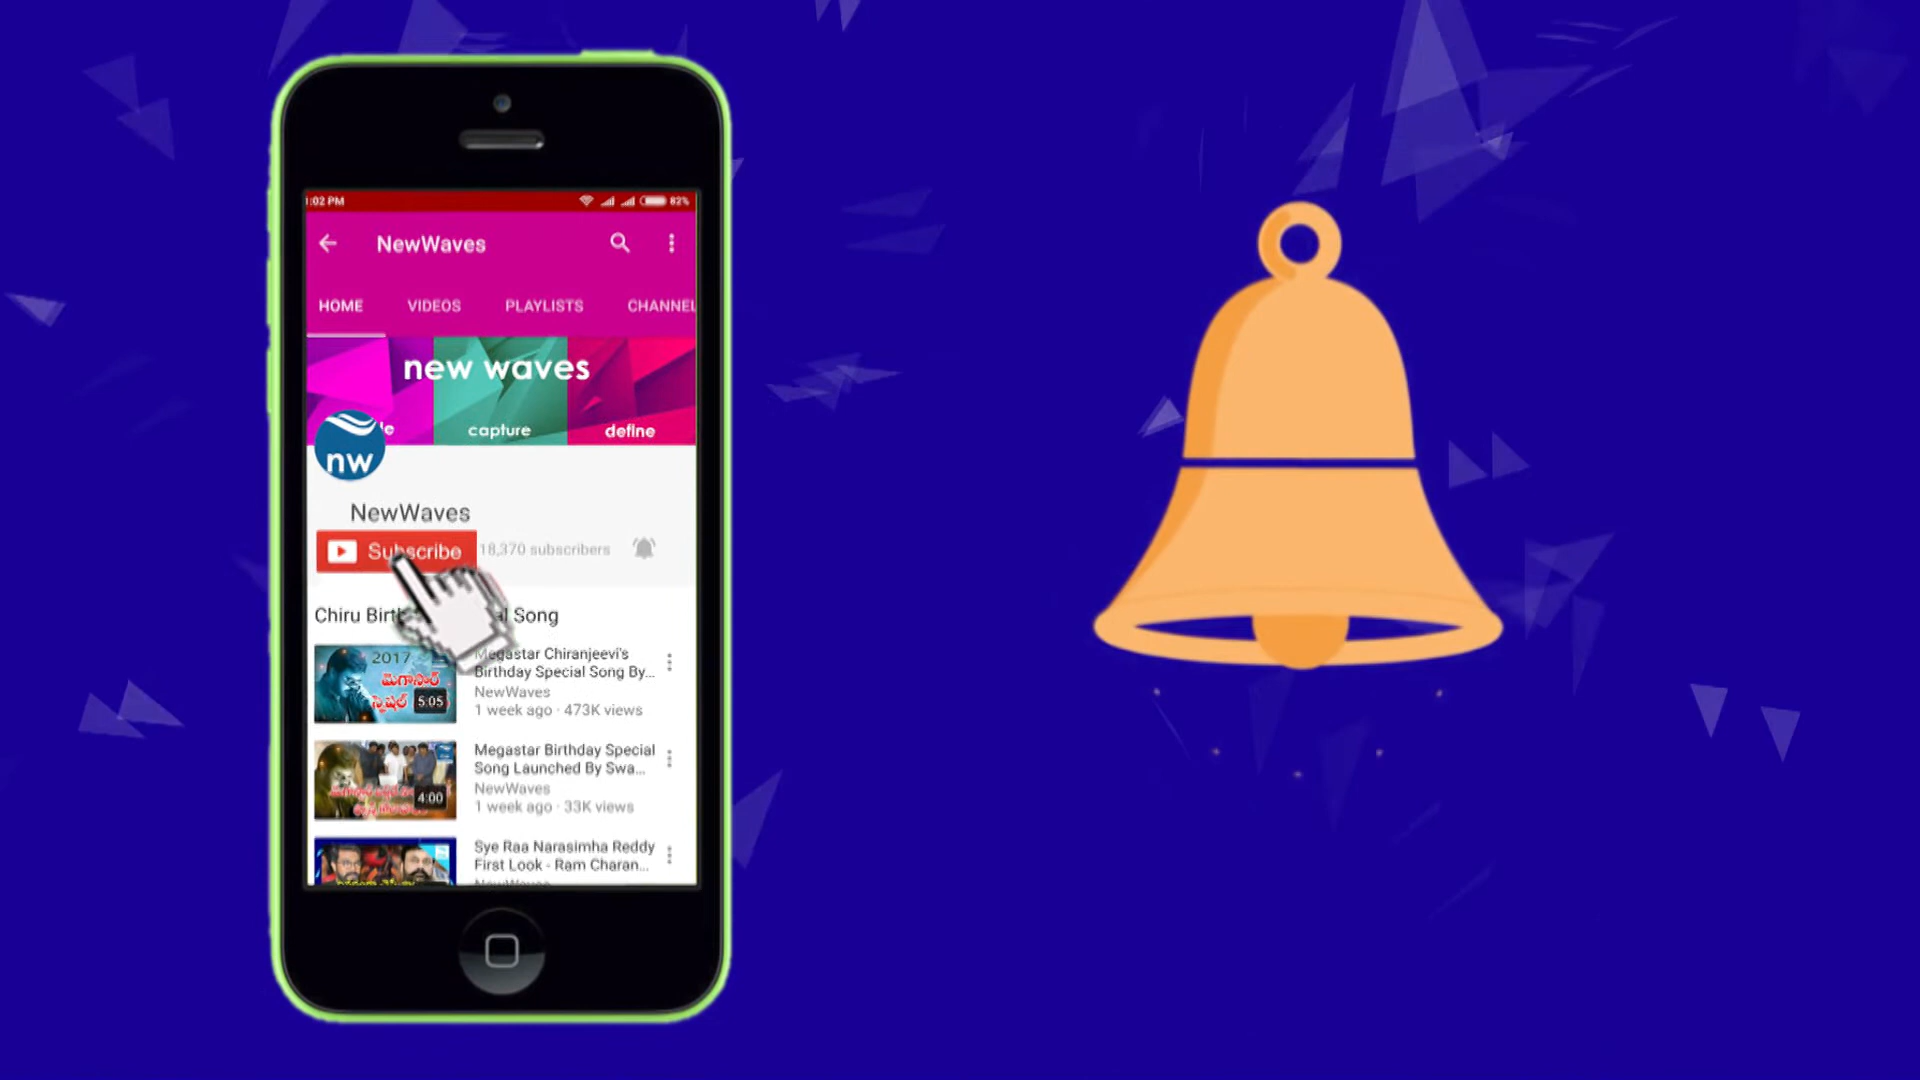 1:02 PM
82%
NewWaves
HOME VIDEOS PLAYLISTS CHANNEL
new waves
capture define
nw
NewWaves
Subscribe 18,370 subscribers
Chiru Song
2017
మెగాస్టార్
స్పెషల్
5:05
Megastar Chiranjeevi's
Birthday Special Song By...
NewWaves
1 week ago · 473K views
4:00
Megastar Birthday Special
Song Launched By Swa...
NewWaves
1 week ago · 33K views
Sye Raa Narasimha Reddy
First Look - Ram Charan...